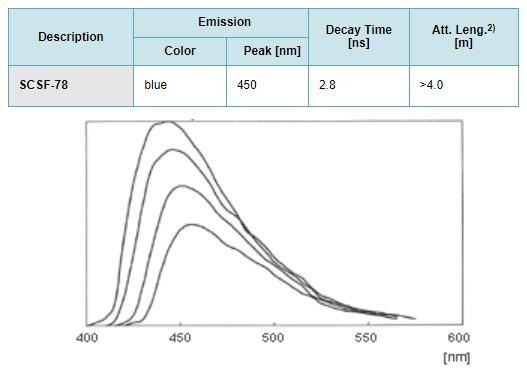 Description
Emission
Color
Peak [nm]
Decay Time
[ns]
Att. Leng.2)
[m]
SCSF-78
blue
450
2.8
>4.0
400
450
500
550
600
[nm]